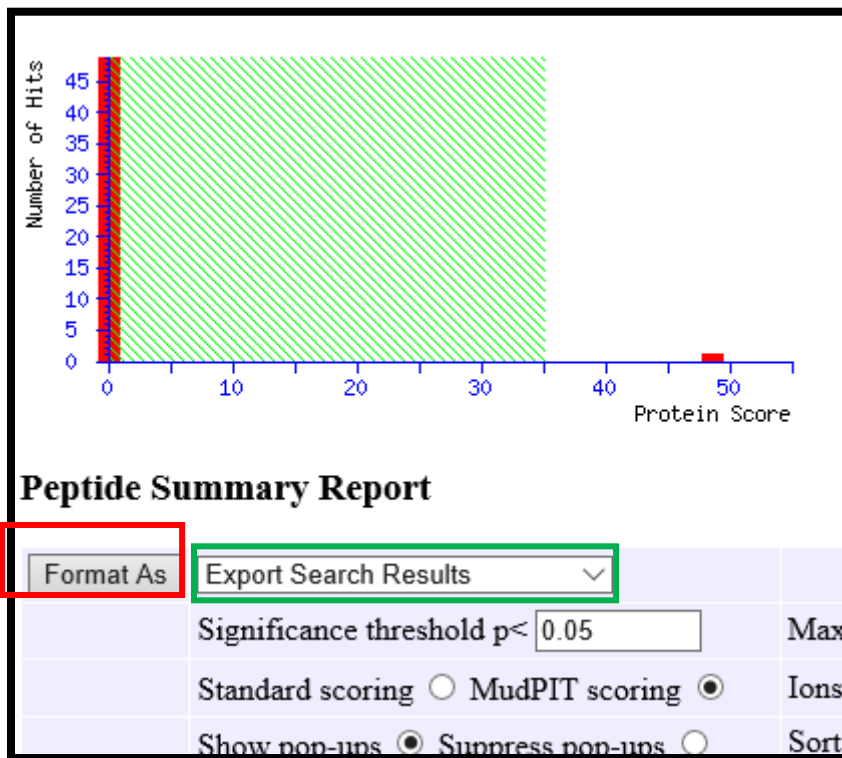 Number of Hits
45
40
35
30
25
20
15
10
5
0
0 10 20 30 40 50
Protein Score
Peptide Summary Report
Format As Export Search Results
Significance threshold p< 0.05 Max
Standard scoring MudPIT scoring Ions
Show pop-ups Suppress pop-ups Sort